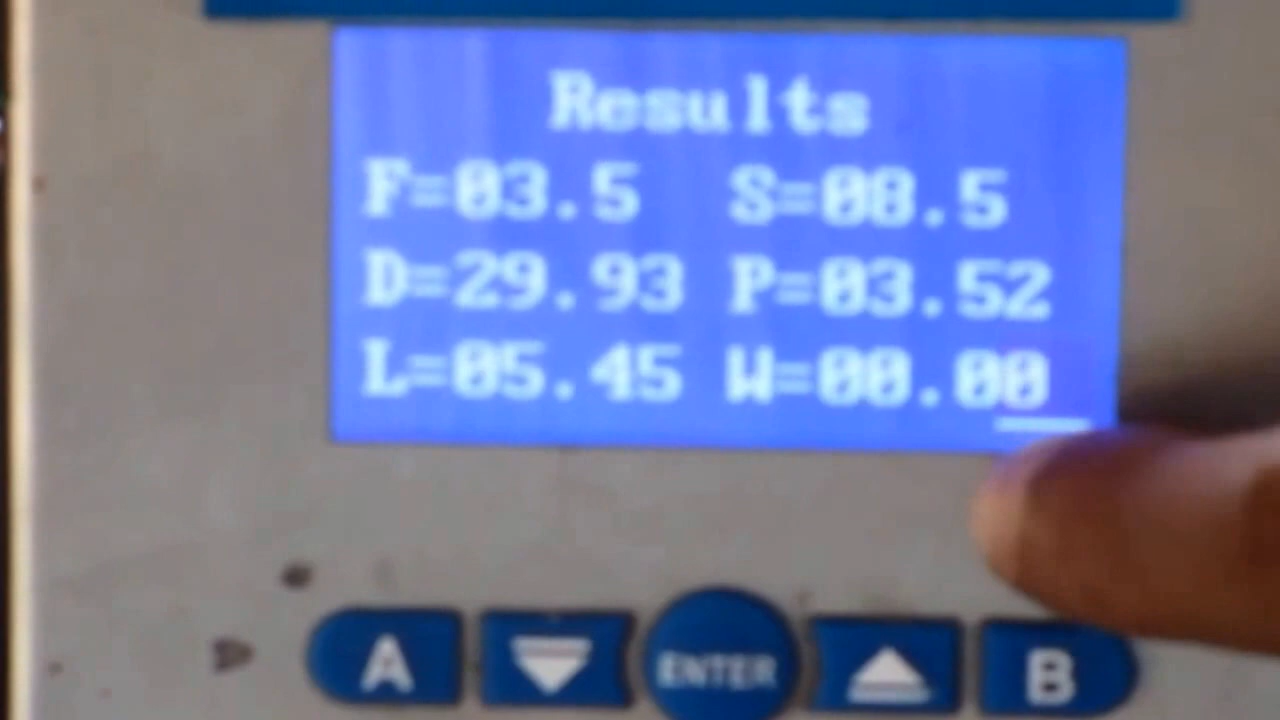 Results
F=03.5 S=08.5
D=29.93 P=03.52
L=05.45 W=00.00
A ENTER B